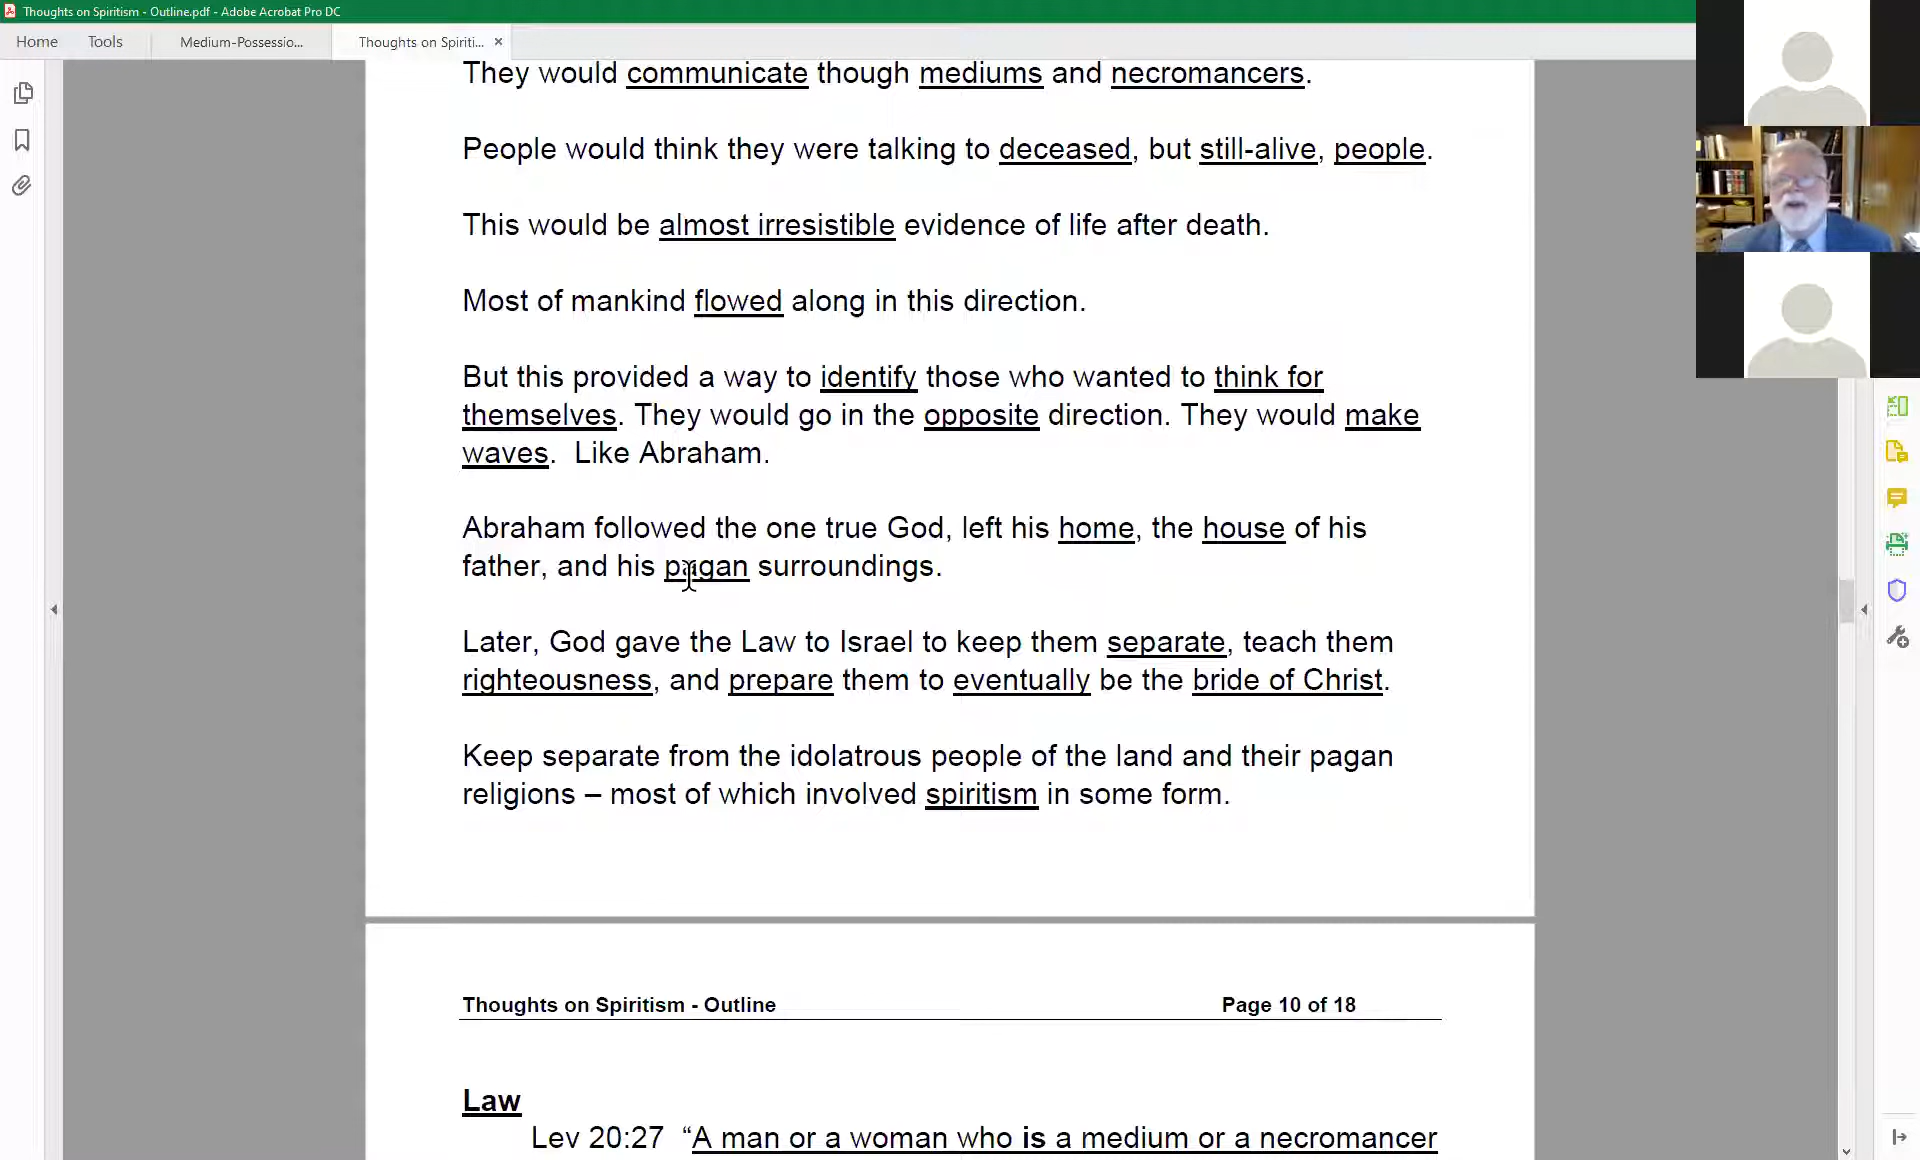 Thoughts on Spiritism - Outline.pdf - Adobe Acrobat Pro DC
Home Tools Medium-Possessio... Thoughts on Spiriti... ×
They would communicate though mediums and necromancers.
People would think they were talking to deceased, but still-alive, people.
This would be almost irresistible evidence of life after death.
Most of mankind flowed along in this direction.
But this provided a way to identify those who wanted to think for
themselves. They would go in the opposite direction. They would make
waves. Like Abraham.
Abraham followed the one true God, left his home, the house of his
father, and his pagan surroundings.
Later, God gave the Law to Israel to keep them separate, teach them
righteousness, and prepare them to eventually be the bride of Christ.
Keep separate from the idolatrous people of the land and their pagan
religions – most of which involved spiritism in some form.
Thoughts on Spiritism - Outline Page 10 of 18
Law
Lev 20:27 “A man or a woman who is a medium or a necromancer